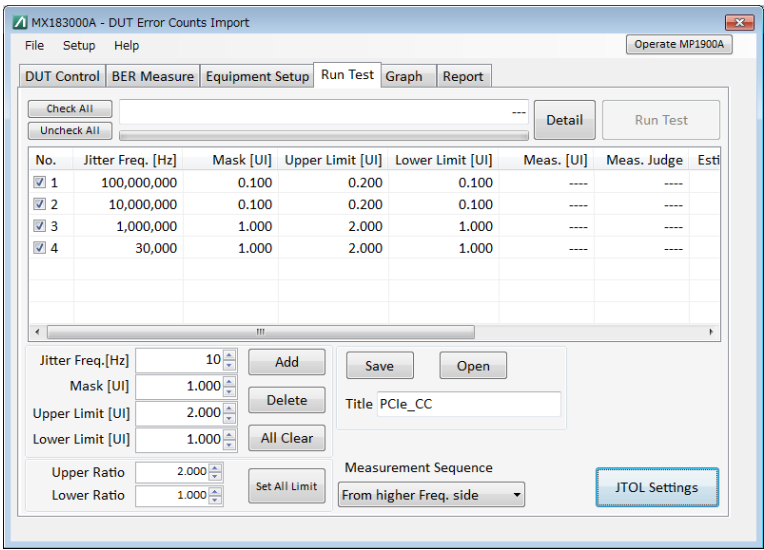 MX183000A - DUT Error Counts Import
File Setup Help Operate MP1900A
DUT Control BER Measure Equipment Setup Run Test Graph Report
Check All
Uncheck All
---
Detail
Run Test
No. Jitter Freq. [Hz] Mask [UI] Upper Limit [UI] Lower Limit [UI] Meas. [UI] Meas. Judge Esti
1 100,000,000 0.100 0.200 0.100 ---- ----
2 10,000,000 0.100 0.200 0.100 ---- ----
3 1,000,000 1.000 2.000 1.000 ---- ----
4 30,000 1.000 2.000 1.000 ---- ----
Jitter Freq.[Hz] 10 Add
Mask [UI] 1.000
Upper Limit [UI] 2.000 Delete
Lower Limit [UI] 1.000 All Clear
Save Open
Title PCIe_CC
Upper Ratio 2.000
Lower Ratio 1.000
Set All Limit
Measurement Sequence
From higher Freq. side
JTOL Settings